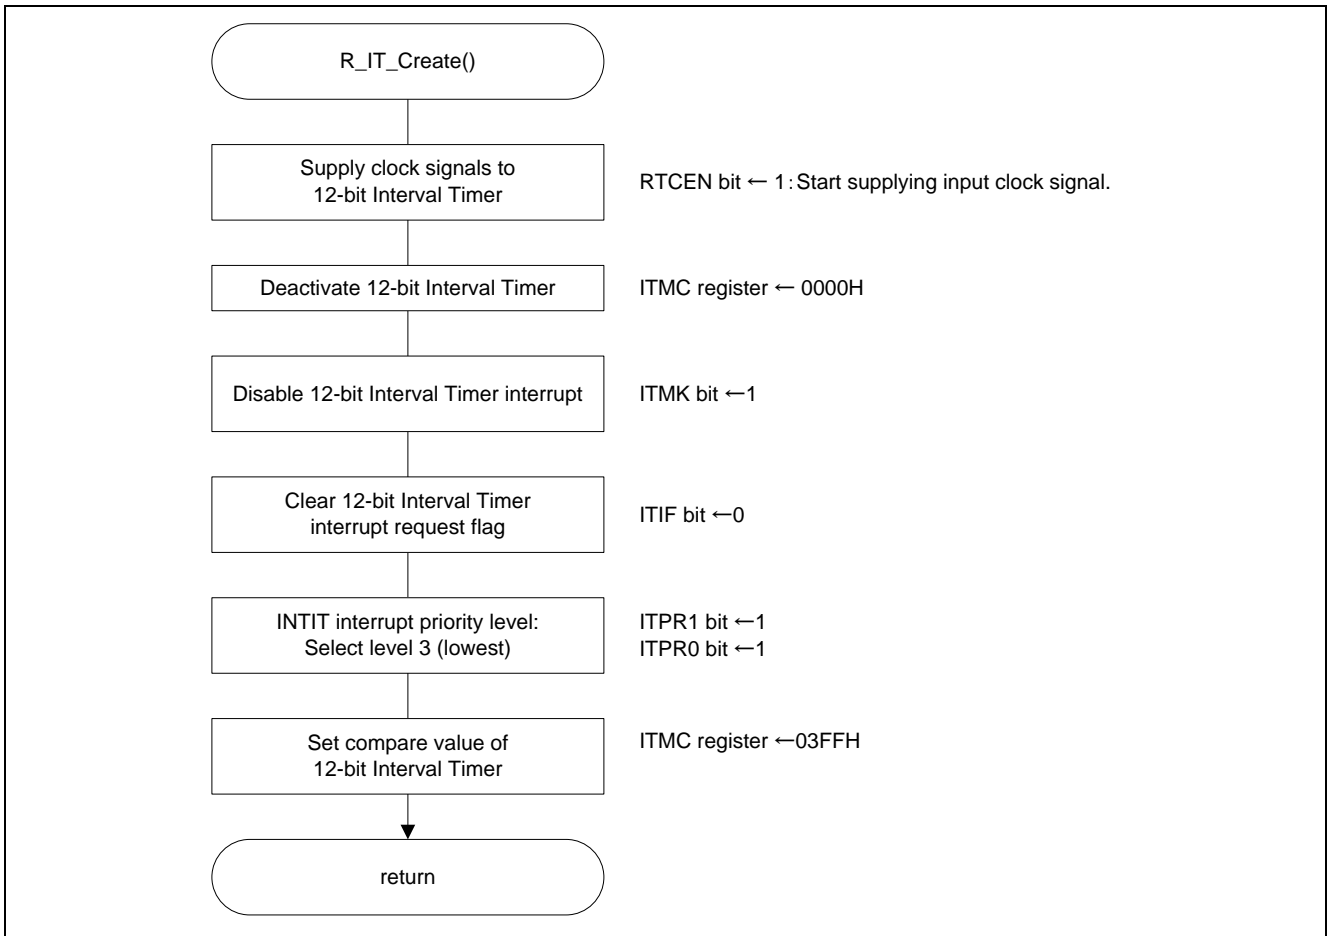 R_IT_Create()
Supply clock signals to
12-bit Interval Timer
RTCEN bit ← 1:Start supplying input clock signal.
Deactivate 12-bit Interval Timer
ITMC register ← 0000H
Disable 12-bit Interval Timer interrupt
ITMK bit ←1
Clear 12-bit Interval Timer
interrupt request flag
ITIF bit ←0
INTIT interrupt priority level:
Select level 3 (lowest)
ITPR1 bit ←1
ITPR0 bit ←1
Set compare value of
12-bit Interval Timer
ITMC register ←03FFH
return